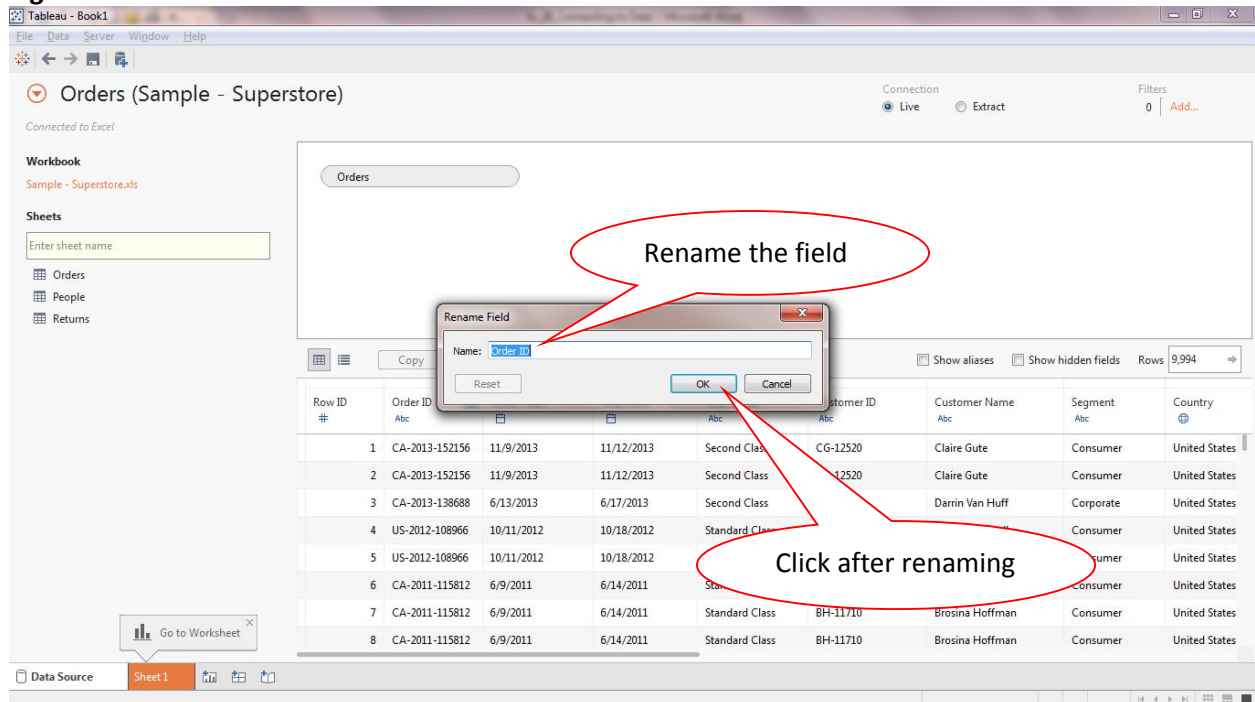 Tableau - Book1
File Data Server Window Help
Orders (Sample - Superstore)
Connection
Live Extract
Filters
0 Add...
Connected to Excel
Workbook
Sample - Superstore.xls
Sheets
Enter sheet name
Orders
People
Returns
Orders
Rename the field
Rename Field
Name: Order ID
Reset OK Cancel
Copy
Show aliases Show hidden fields Rows 9,994
Row ID Order ID Customer Name Segment Country
# Abc Abc Abc Abc Abc
1 CA-2013-152156 11/9/2013 11/12/2013 Second Class CG-12520 Claire Gute Consumer United States
2 CA-2013-152156 11/9/2013 11/12/2013 Second Class 12520 Claire Gute Consumer United States
3 CA-2013-138688 6/13/2013 6/17/2013 Second Class Darrin Van Huff Corporate United States
4 US-2012-108966 10/11/2012 10/18/2012 Standard Class Consumer United States
5 US-2012-108966 10/11/2012 10/18/2012 United States
Click after renaming
6 CA-2011-115812 6/9/2011 6/14/2011 Consumer United States
7 CA-2011-115812 6/9/2011 6/14/2011 Standard Class BH-11710 Brosina Hoffman Consumer United States
8 CA-2011-115812 6/9/2011 6/14/2011 Standard Class BH-11710 Brosina Hoffman Consumer United States
Go to Worksheet
Data Source Sheet 1